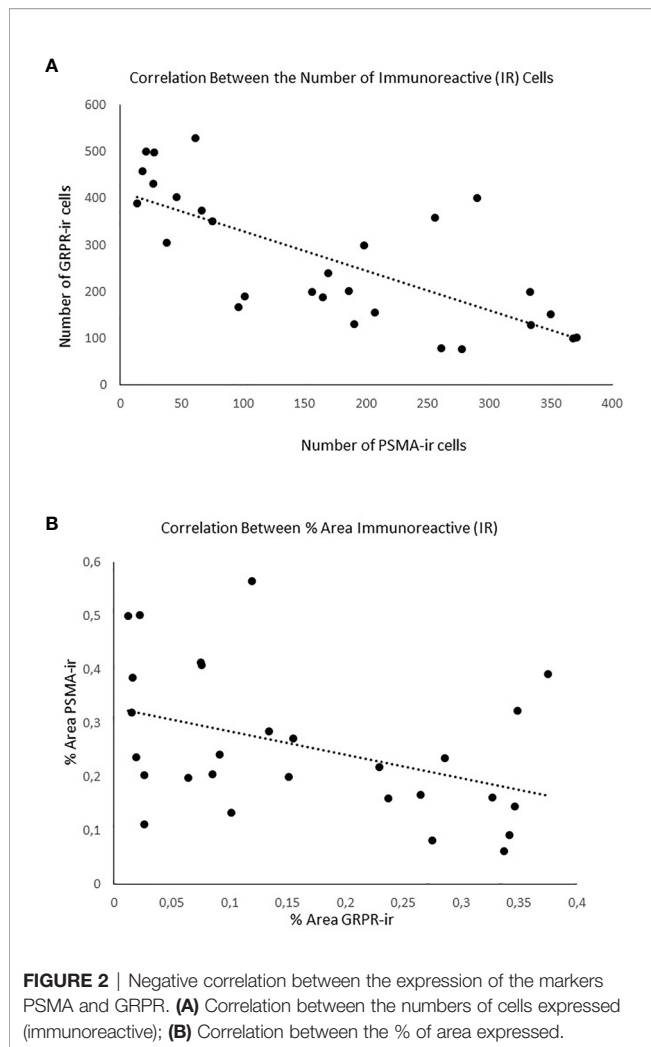 A
Correlation Between the Number of Immunoreactive (IR) Cells
600
500
400
300
200
100
0
Number of GRPR-ir cells
0 50 100 150 200 250 300 350 400
Number of PSMA-ir cells
B
Correlation Between % Area Immunoreactive (IR)
0,6
0,5
0,4
0,3
0,2
0,1
0
% Area PSMA-ir
0 0,05 0,1 0,15 0,2 0,25 0,3 0,35 0,4
% Area GRPR-ir
FIGURE 2 | Negative correlation between the expression of the markers
PSMA and GRPR. (A) Correlation between the numbers of cells expressed
(immunoreactive); (B) Correlation between the % of area expressed.